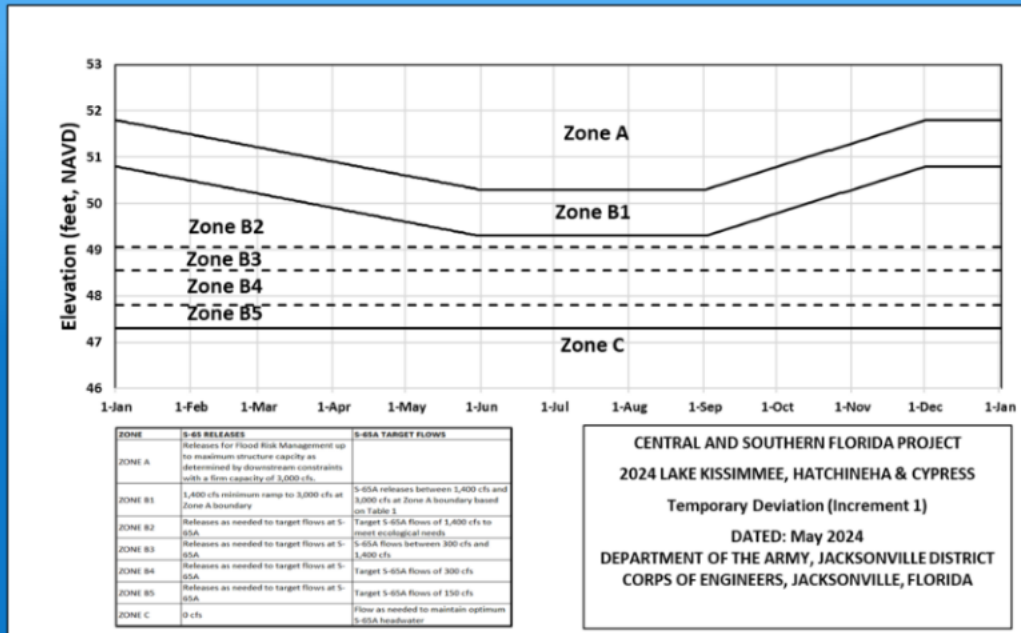 53
52
51
50
49
48
47
46
Elevation (feet, NAVD)
Zone A
Zone B1
Zone B2
Zone B3
Zone B4
Zone B5
Zone C
1-Jan 1-Feb 1-Mar 1-Apr 1-May 1-Jun 1-Jul 1-Aug 1-Sep 1-Oct 1-Nov 1-Dec 1-Jan
ZONE S-65 RELEASES S-65A TARGET FLOWS
ZONE A
Releases for Flood Risk Management up
to maximum structure capcity as
determined by downstream constraints
with a firm capacity of 3,000 cfs.
ZONE B1
1,400 cfs minimum ramp to 3,000 cfs at
Zone A boundary
S-65A releases between 1,400 cfs and
3,000 cfs at Zone A boundary based
on Table 1
ZONE B2
Releases as needed to target flows at S-
65A
Target S-65A flows of 1,400 cfs to
meet ecological needs
ZONE B3
Releases as needed to target flows at S-
65A
S-65A flows between 300 cfs and
1,400 cfs
ZONE B4
Releases as needed to target flows at S-
65A
Target S-65A flows of 300 cfs
ZONE B5
Releases as needed to target flows at S-
65A
Target S-65A flows of 150 cfs
ZONE C
0 cfs
Flow as needed to maintain optimum
S-65A headwater
CENTRAL AND SOUTHERN FLORIDA PROJECT
2024 LAKE KISSIMMEE, HATCHINEHA & CYPRESS
Temporary Deviation (Increment 1)
DATED: May 2024
DEPARTMENT OF THE ARMY, JACKSONVILLE DISTRICT
CORPS OF ENGINEERS, JACKSONVILLE, FLORIDA